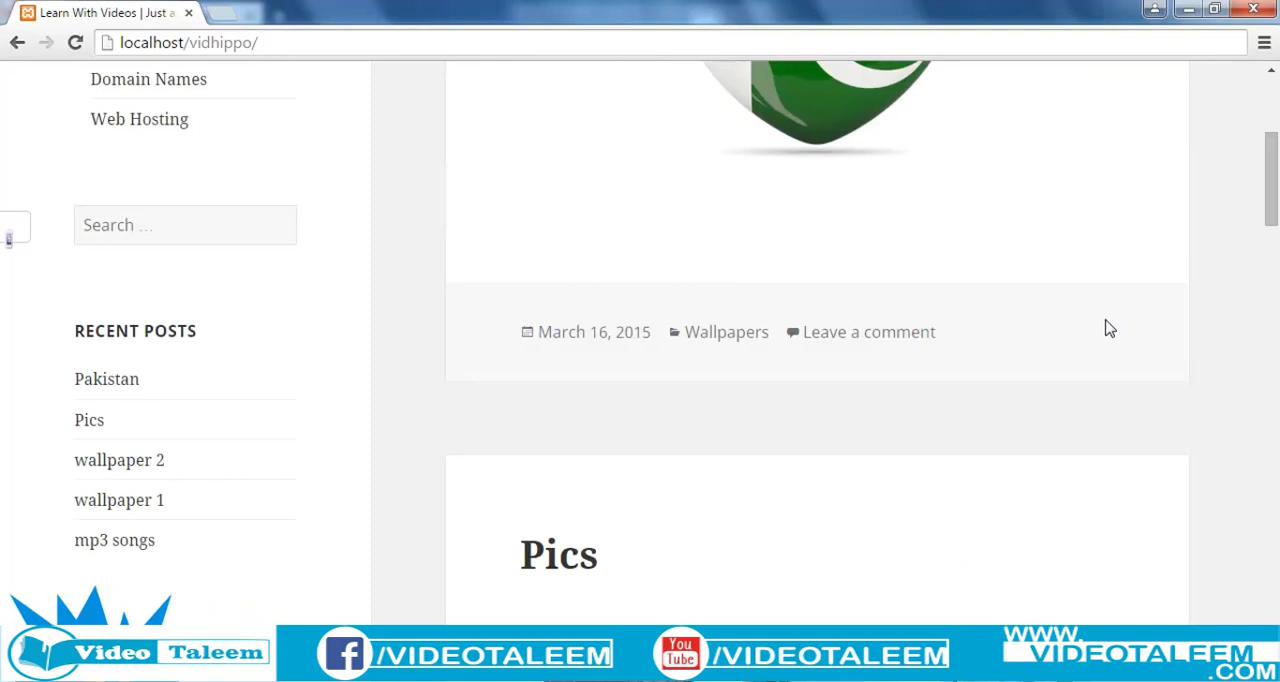 Learn With Videos | Just a
localhost/vidhippo/
Domain Names
Web Hosting
Search ...
RECENT POSTS
Pakistan
Pics
wallpaper 2
wallpaper 1
mp3 songs
March 16, 2015 Wallpapers Leave a comment
Pics
Video Taleem
f /VIDEOTALEEM
You Tube /VIDEOTALEEM
WWW.
VIDEOTALEEM
.COM